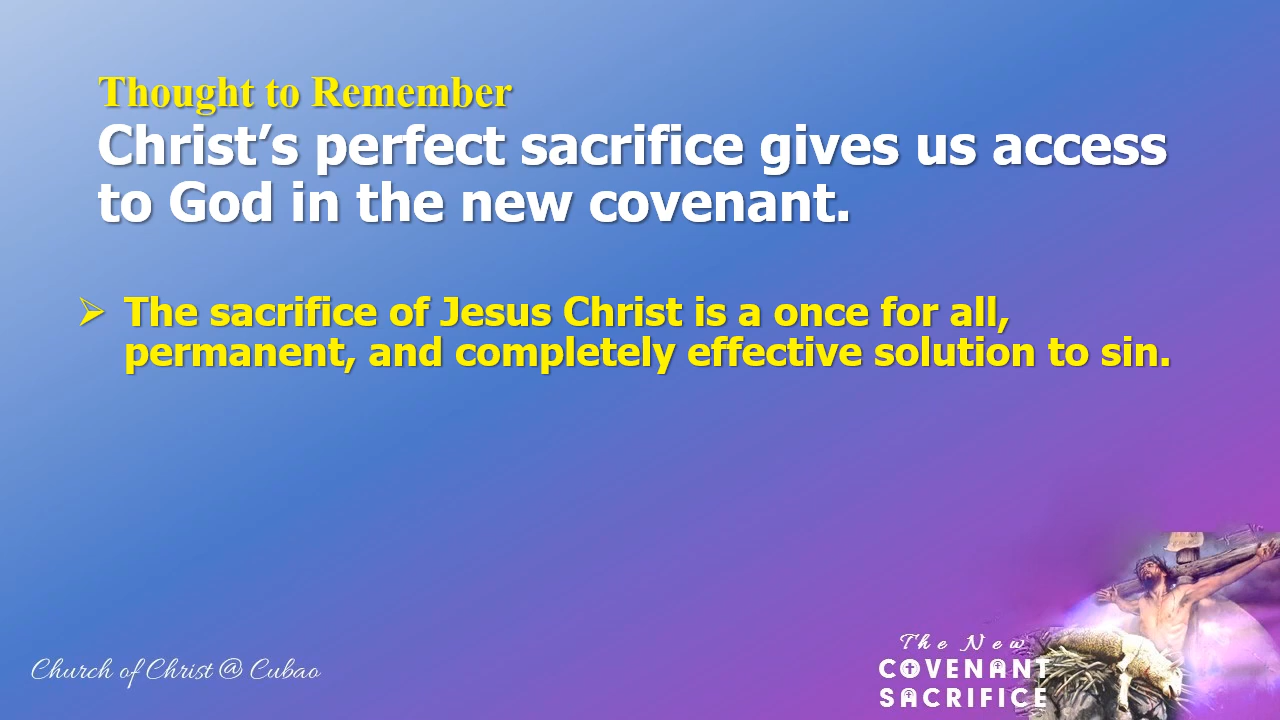 Thought to Remember
Christ’s perfect sacrifice gives us access
to God in the new covenant.
➢ The sacrifice of Jesus Christ is a once for all,
permanent, and completely effective solution to sin.
Church of Christ @ Cubao
The New
COVENANT
SACRIFICE